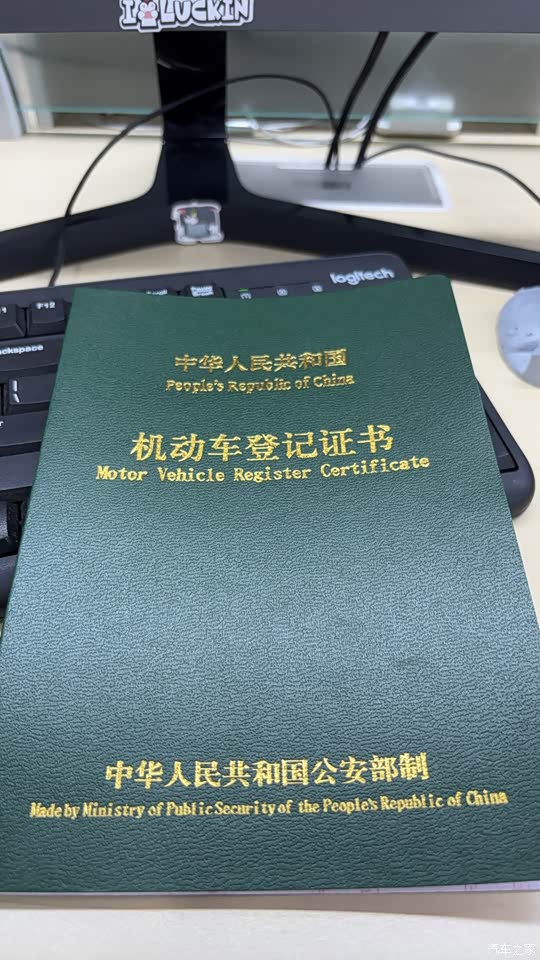 I LUCKIN
logitech
F12
Backspace
中华人民共和国
People's Republic of China
机动车登记证书
Motor Vehicle Register Certificate
中华人民共和国公安部制
Made by Ministry of Public Security of the People's Republic of China
汽车之家